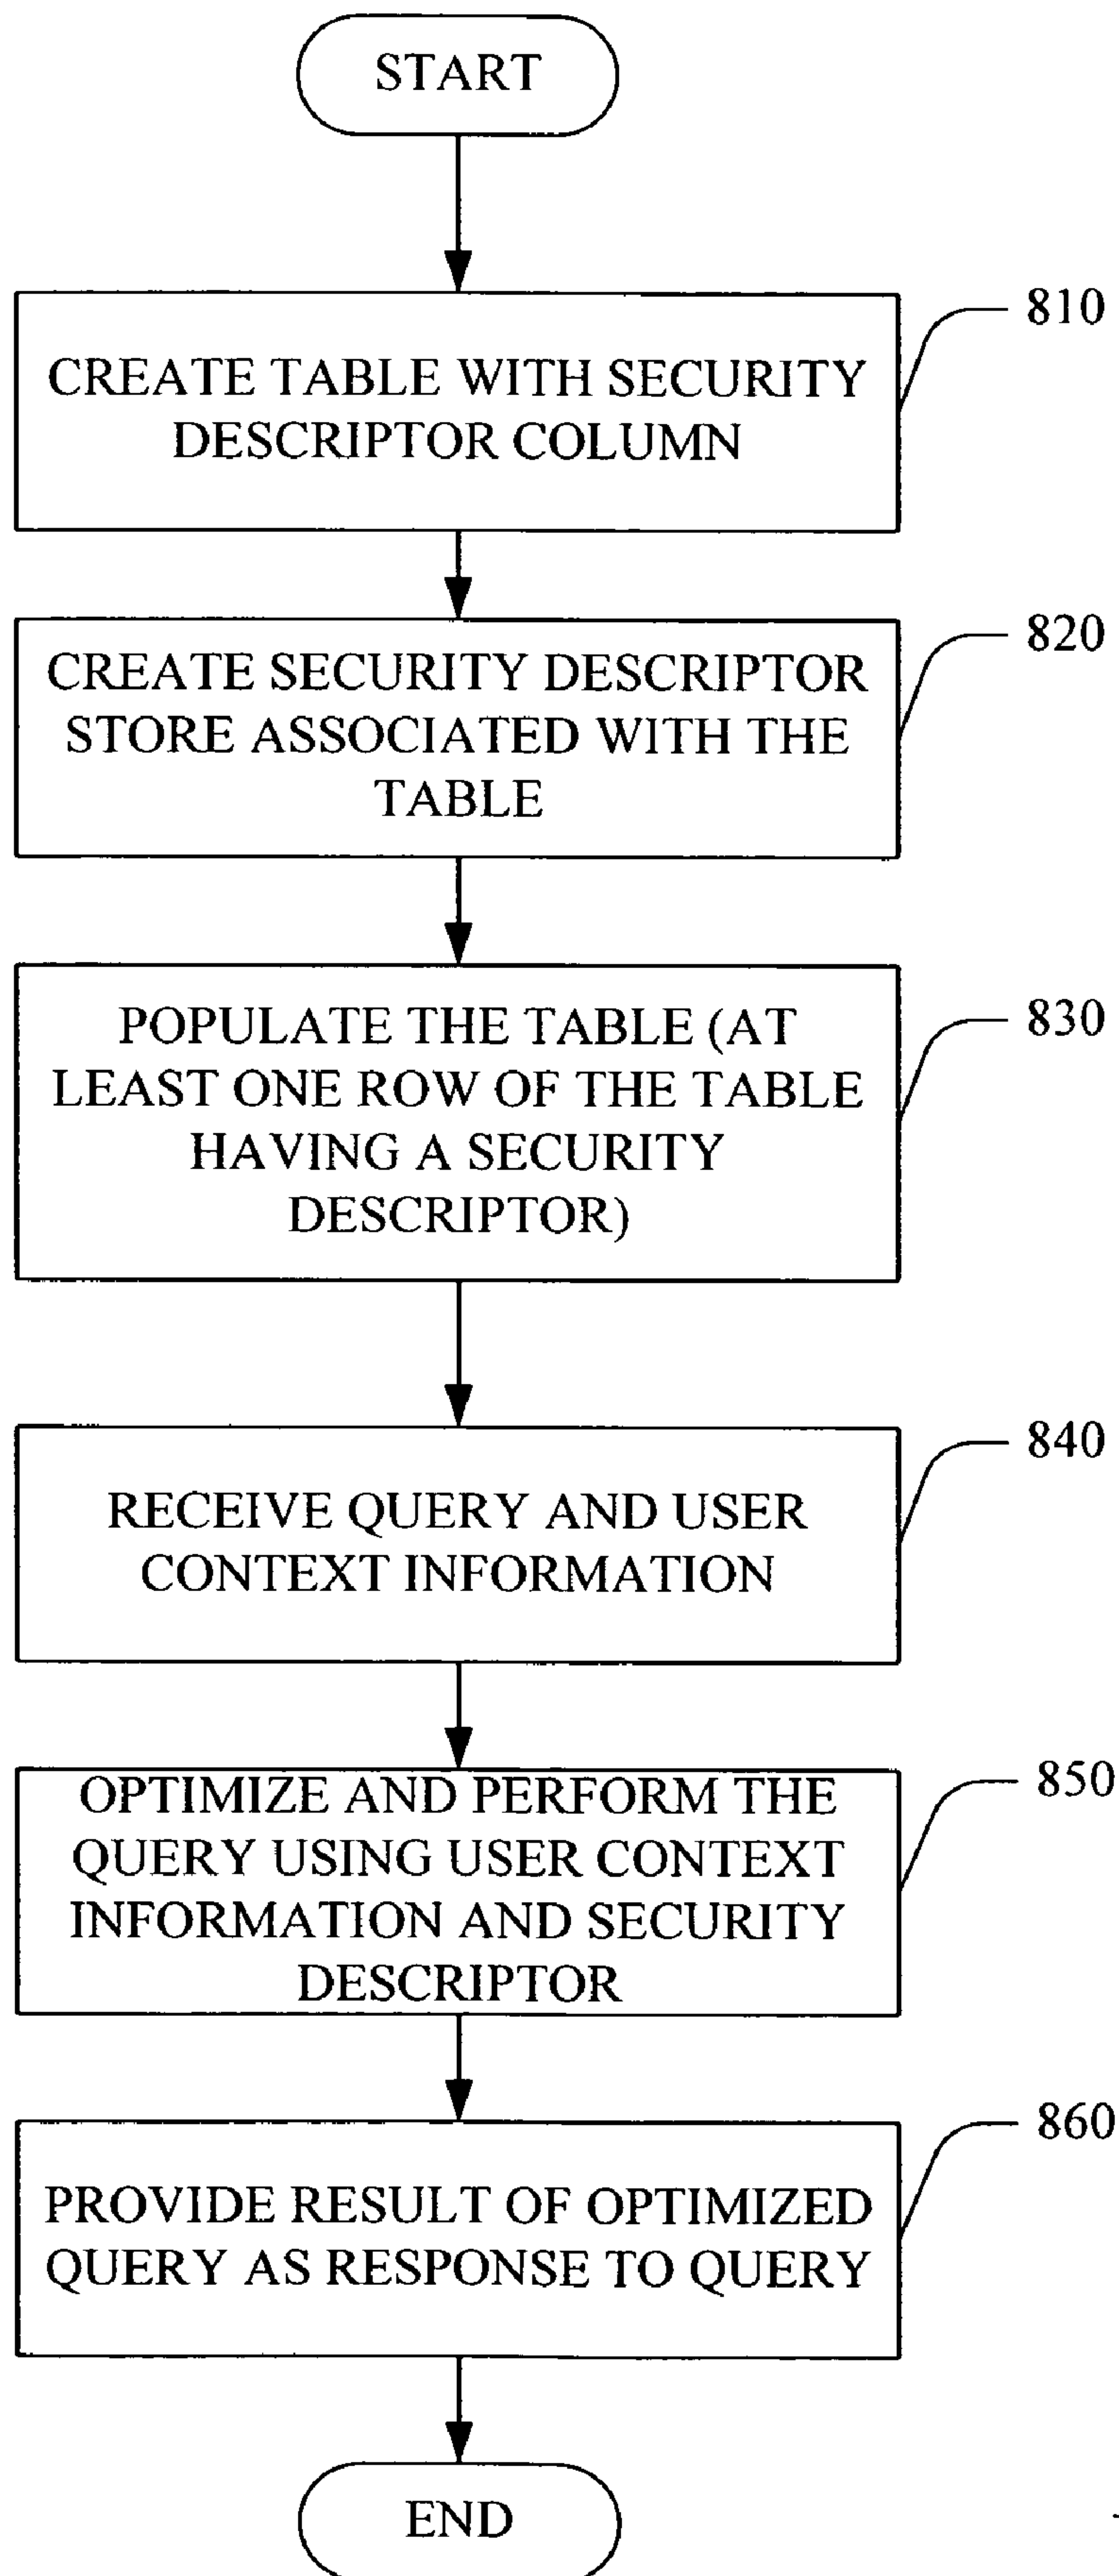 START
810
CREATE TABLE WITH SECURITY
DESCRIPTOR COLUMN
820
CREATE SECURITY DESCRIPTOR
STORE ASSOCIATED WITH THE
TABLE
830
POPULATE THE TABLE (AT
LEAST ONE ROW OF THE TABLE
HAVING A SECURITY
DESCRIPTOR)
840
RECEIVE QUERY AND USER
CONTEXT INFORMATION
850
OPTIMIZE AND PERFORM THE
QUERY USING USER CONTEXT
INFORMATION AND SECURITY
DESCRIPTOR
860
PROVIDE RESULT OF OPTIMIZED
QUERY AS RESPONSE TO QUERY
END